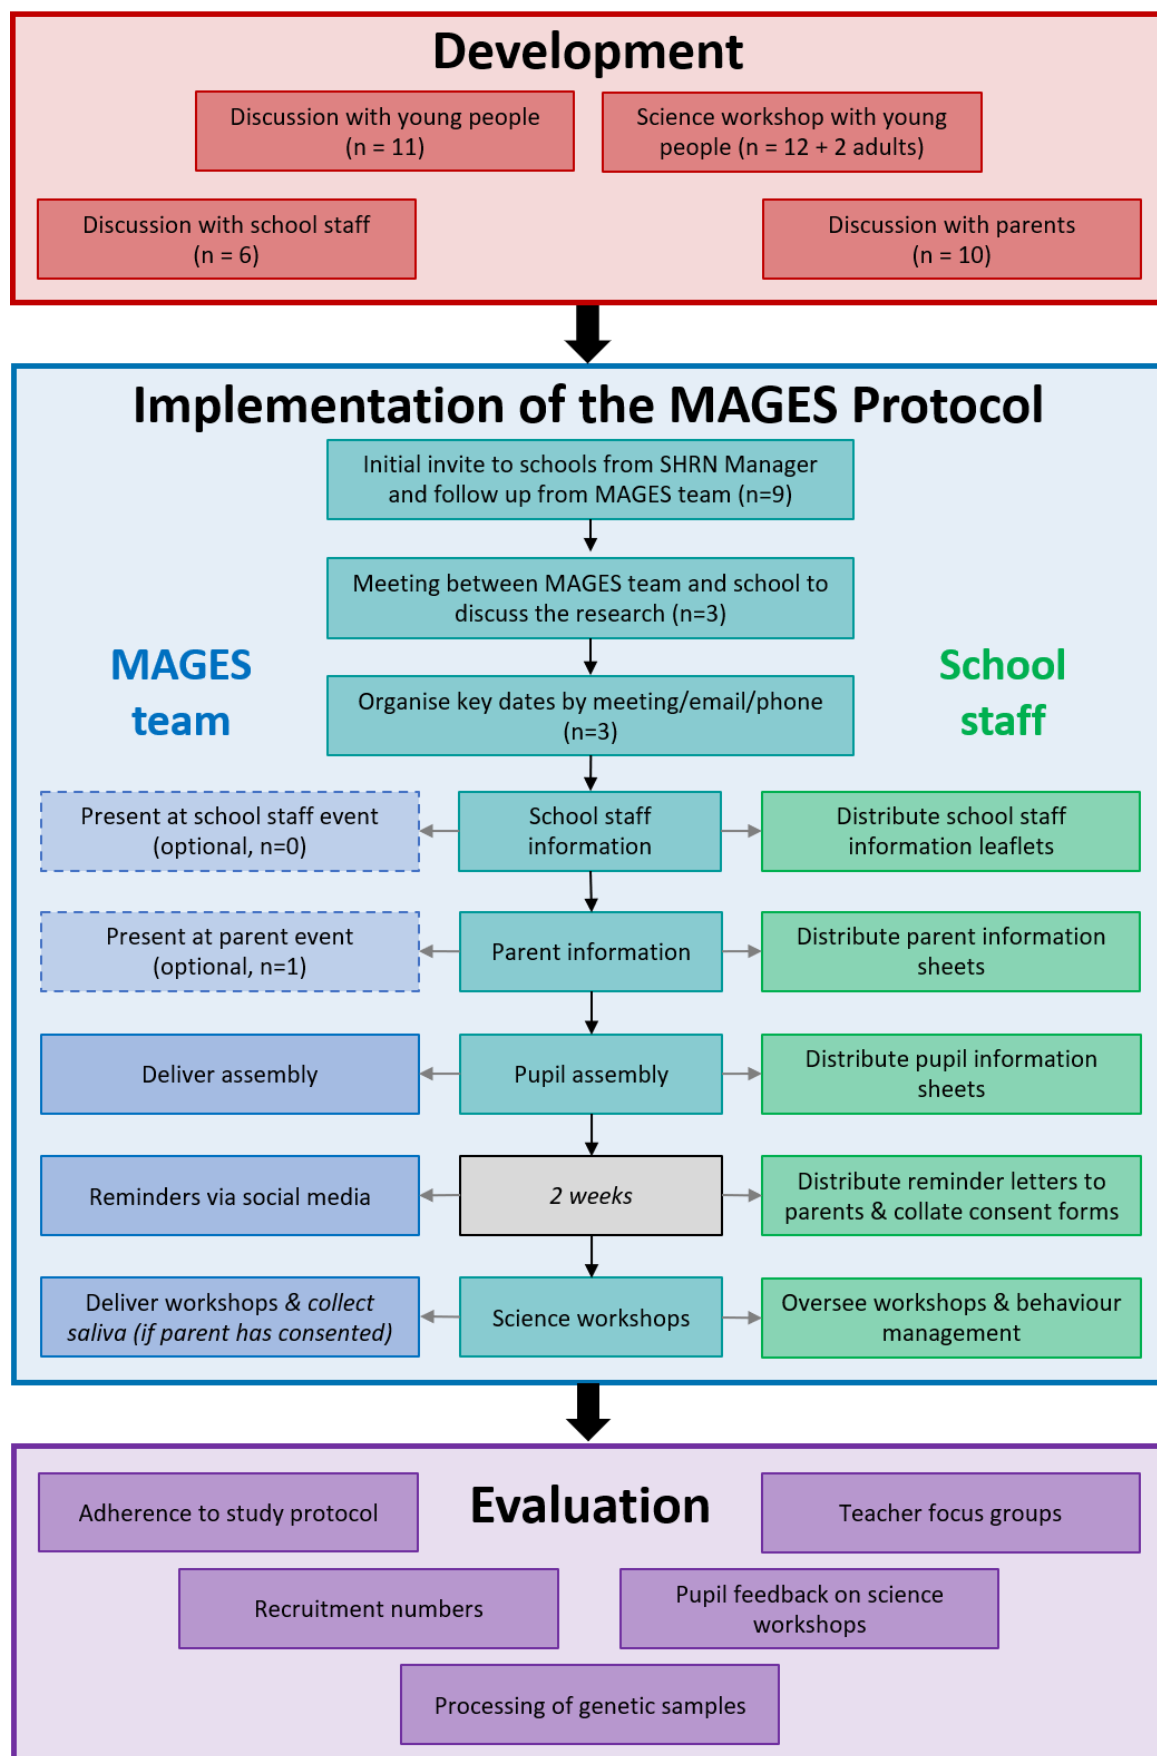 Development
Discussion with young people
(n = 11)
Science workshop with young
people (n = 12 + 2 adults)
Discussion with school staff
(n = 6)
Discussion with parents
(n = 10)
Implementation of the MAGES Protocol
Initial invite to schools from SHRN Manager
and follow up from MAGES team (n=9)
Meeting between MAGES team and school to
discuss the research (n=3)
MAGES
team
School
staff
Organise key dates by meeting/email/phone
(n=3)
Present at school staff event
(optional, n=0)
School staff
information
Distribute school staff
information leaflets
Present at parent event
(optional, n=1)
Parent information
Distribute parent information
sheets
Deliver assembly
Pupil assembly
Distribute pupil information
sheets
Reminders via social media
2 weeks
Distribute reminder letters to
parents & collate consent forms
Deliver workshops & collect
saliva (if parent has consented)
Science workshops
Oversee workshops & behaviour
management
Evaluation
Adherence to study protocol
Teacher focus groups
Recruitment numbers
Pupil feedback on science
workshops
Processing of genetic samples